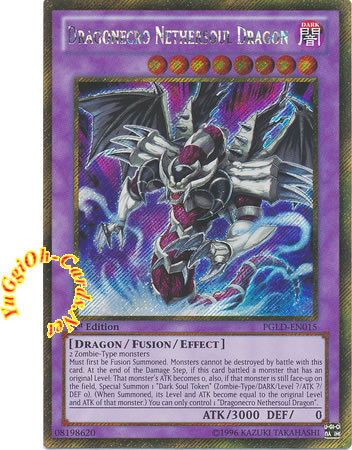 Dragonecro Nethersoul Dragon
DARK
闇
YuGgiOh-Cards.Net
Edition
PGLD-EN015
[DRAGON / FUSION / EFFECT]
2 Zombie-Type monsters
Must first be Fusion Summoned. Monsters cannot be destroyed by battle with this
card. At the end of the Damage Step, if this card battled a monster that has an
original Level: That monster's ATK becomes 0, also, if that monster is still face-up on
the field, Special Summon 1 "Dark Soul Token" (Zombie-Type/DARK/Level ?/ATK ?/
DEF 0). (When Summoned, its Level and ATK become equal to the original Level
and ATK of that monster.) You can only control 1 "Dragonecro Nethersoul Dragon".
ATK/3000 DEF/ 0
08198620
©1996 KAZUKI TAKAHASHI